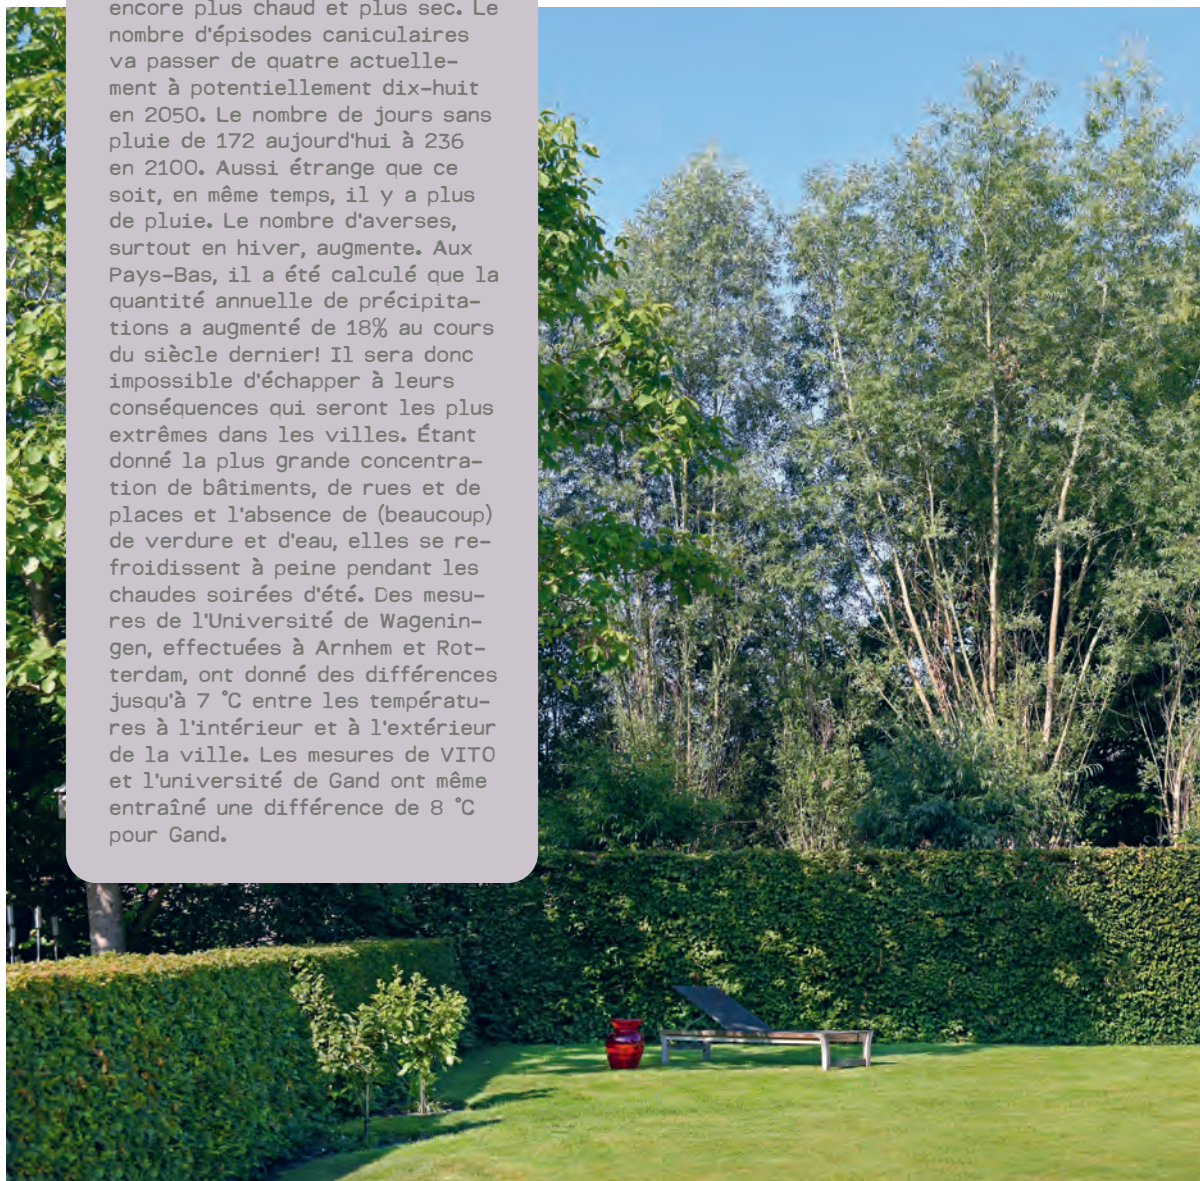 encore plus chaud et plus sec. Le
nombre d'épisodes caniculaires
va passer de quatre actuelle-
ment à potentiellement dix-huit
en 2050. Le nombre de jours sans
pluie de 172 aujourd'hui à 236
en 2100. Aussi étrange que ce
soit, en même temps, il y a plus
de pluie. Le nombre d'averses,
surtout en hiver, augmente. Aux
Pays-Bas, il a été calculé que la
quantité annuelle de précipita-
tions a augmenté de 18% au cours
du siècle dernier! Il sera donc
impossible d'échapper à leurs
conséquences qui seront les plus
extrêmes dans les villes. Étant
donné la plus grande concentra-
tion de bâtiments, de rues et de
places et l'absence de (beaucoup)
de verdure et d'eau, elles se re-
froidissent à peine pendant les
chaudes soirées d'été. Des mesu-
res de l'Université de Wagenin-
gen, effectuées à Arnhem et Rot-
terdam, ont donné des différences
jusqu'à 7 °C entre les températu-
res à l'intérieur et à l'extérieur
de la ville. Les mesures de VITO
et l'université de Gand ont même
entraîné une différence de 8 °C
pour Gand.